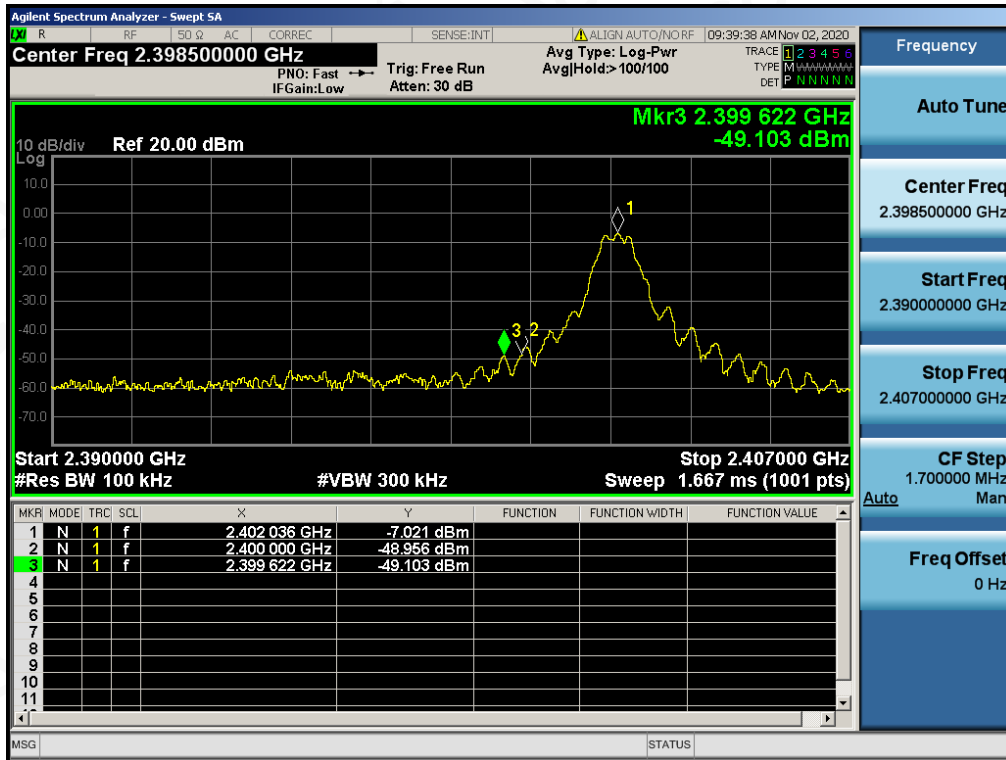 Agilent Spectrum Analyzer - Swept SA
LXI R RF 50 Ω AC CORREC SENSE:INT ALIGN AUTO/NO RF 09:39:38 AM Nov 02, 2020
Center Freq 2.398500000 GHz
PNO: Fast
IFGain:Low
Trig: Free Run
Atten: 30 dB
Avg Type: Log-Pwr
Avg|Hold:>100/100
TRACE 1 2 3 4 5 6
TYPE M WWWWW
DET P N N N N N
Mkr3 2.399 622 GHz
-49.103 dBm
10 dB/div Ref 20.00 dBm
Log
10.0
0.00
-10.0
-20.0
-30.0
-40.0
-50.0
-60.0
-70.0
1
3 2
Start 2.390000 GHz Stop 2.407000 GHz
#Res BW 100 kHz #VBW 300 kHz Sweep 1.667 ms (1001 pts)
MKR MODE TRC SCL X Y FUNCTION FUNCTION WIDTH FUNCTION VALUE
1 N 1 f 2.402 036 GHz -7.021 dBm
2 N 1 f 2.400 000 GHz -48.956 dBm
3 N 1 f 2.399 622 GHz -49.103 dBm
4
5
6
7
8
9
10
11
MSG STATUS
Frequency
Auto Tune
Center Freq
2.398500000 GHz
Start Freq
2.390000000 GHz
Stop Freq
2.407000000 GHz
CF Step
1.700000 MHz
Auto Man
Freq Offset
0 Hz